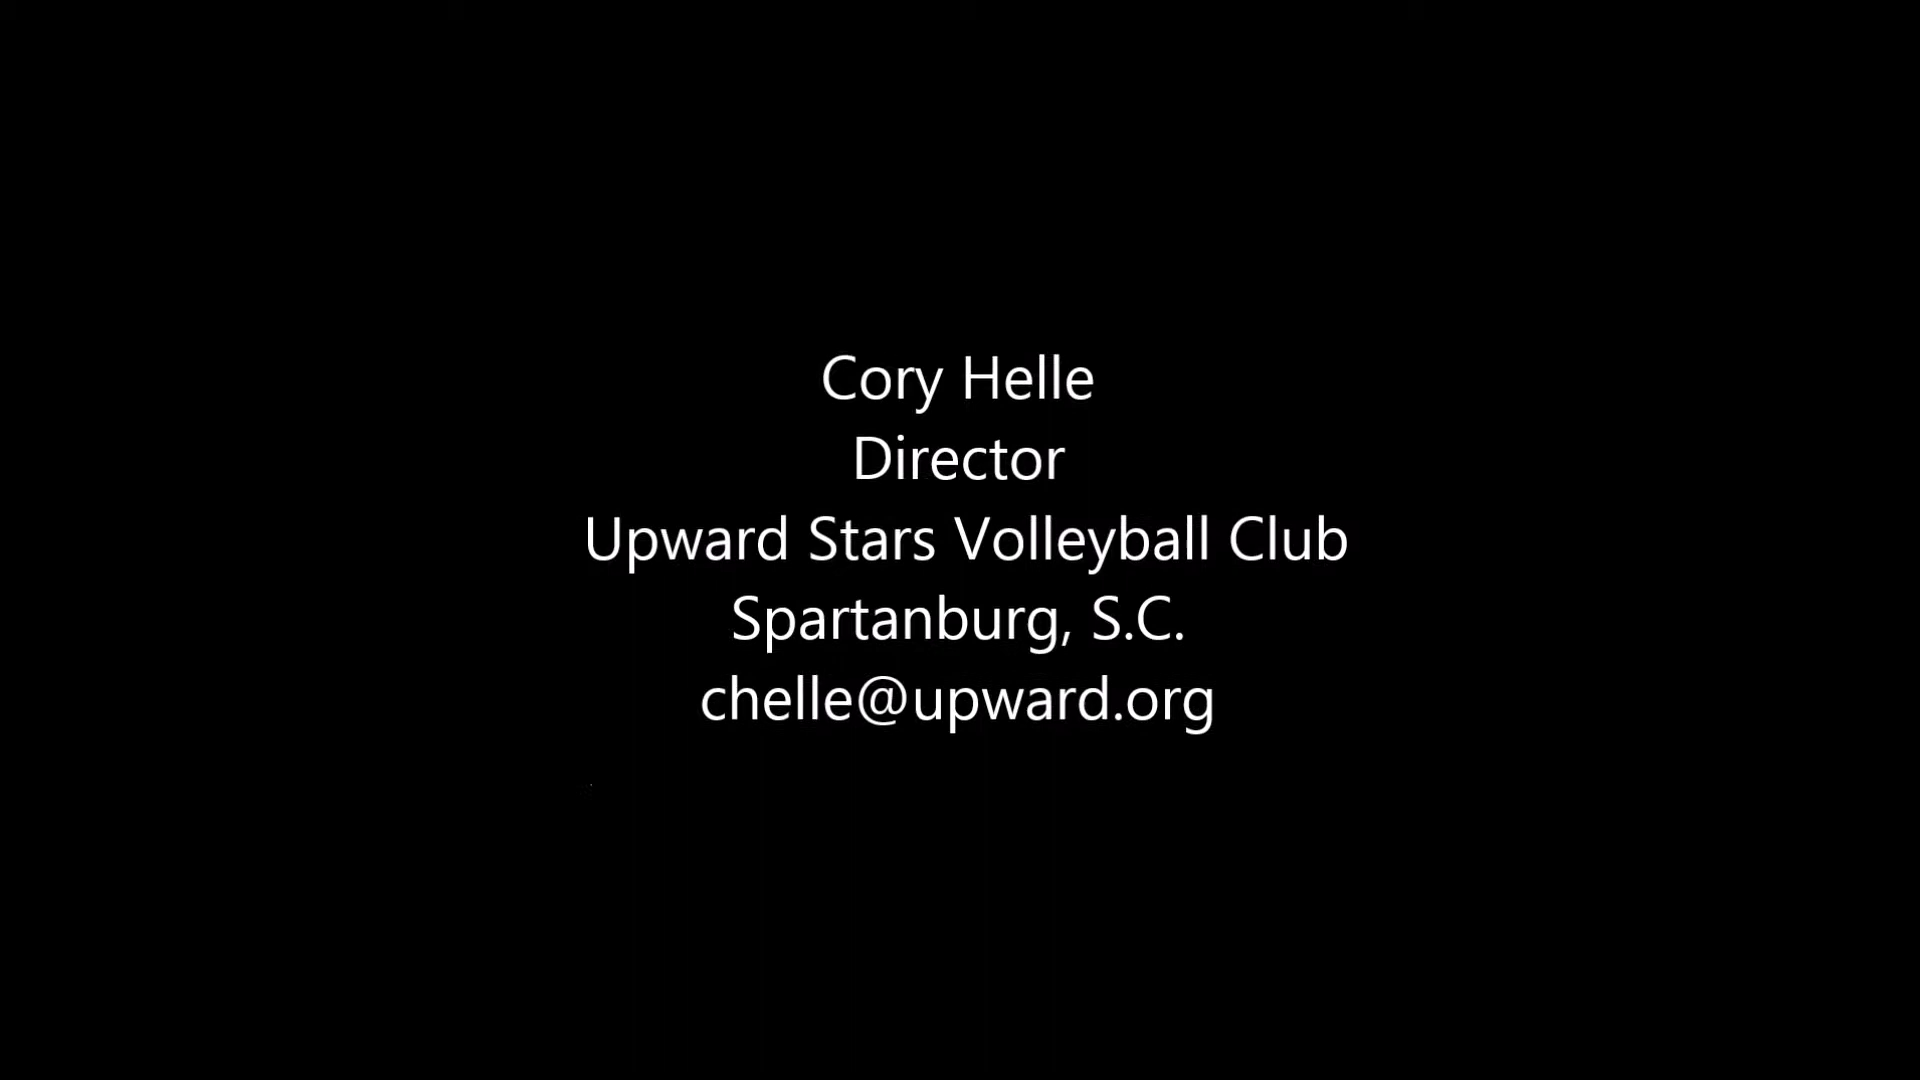 Cory Helle
Director
Upward Stars Volleyball Club
Spartanburg, S.C.
chelle@upward.org